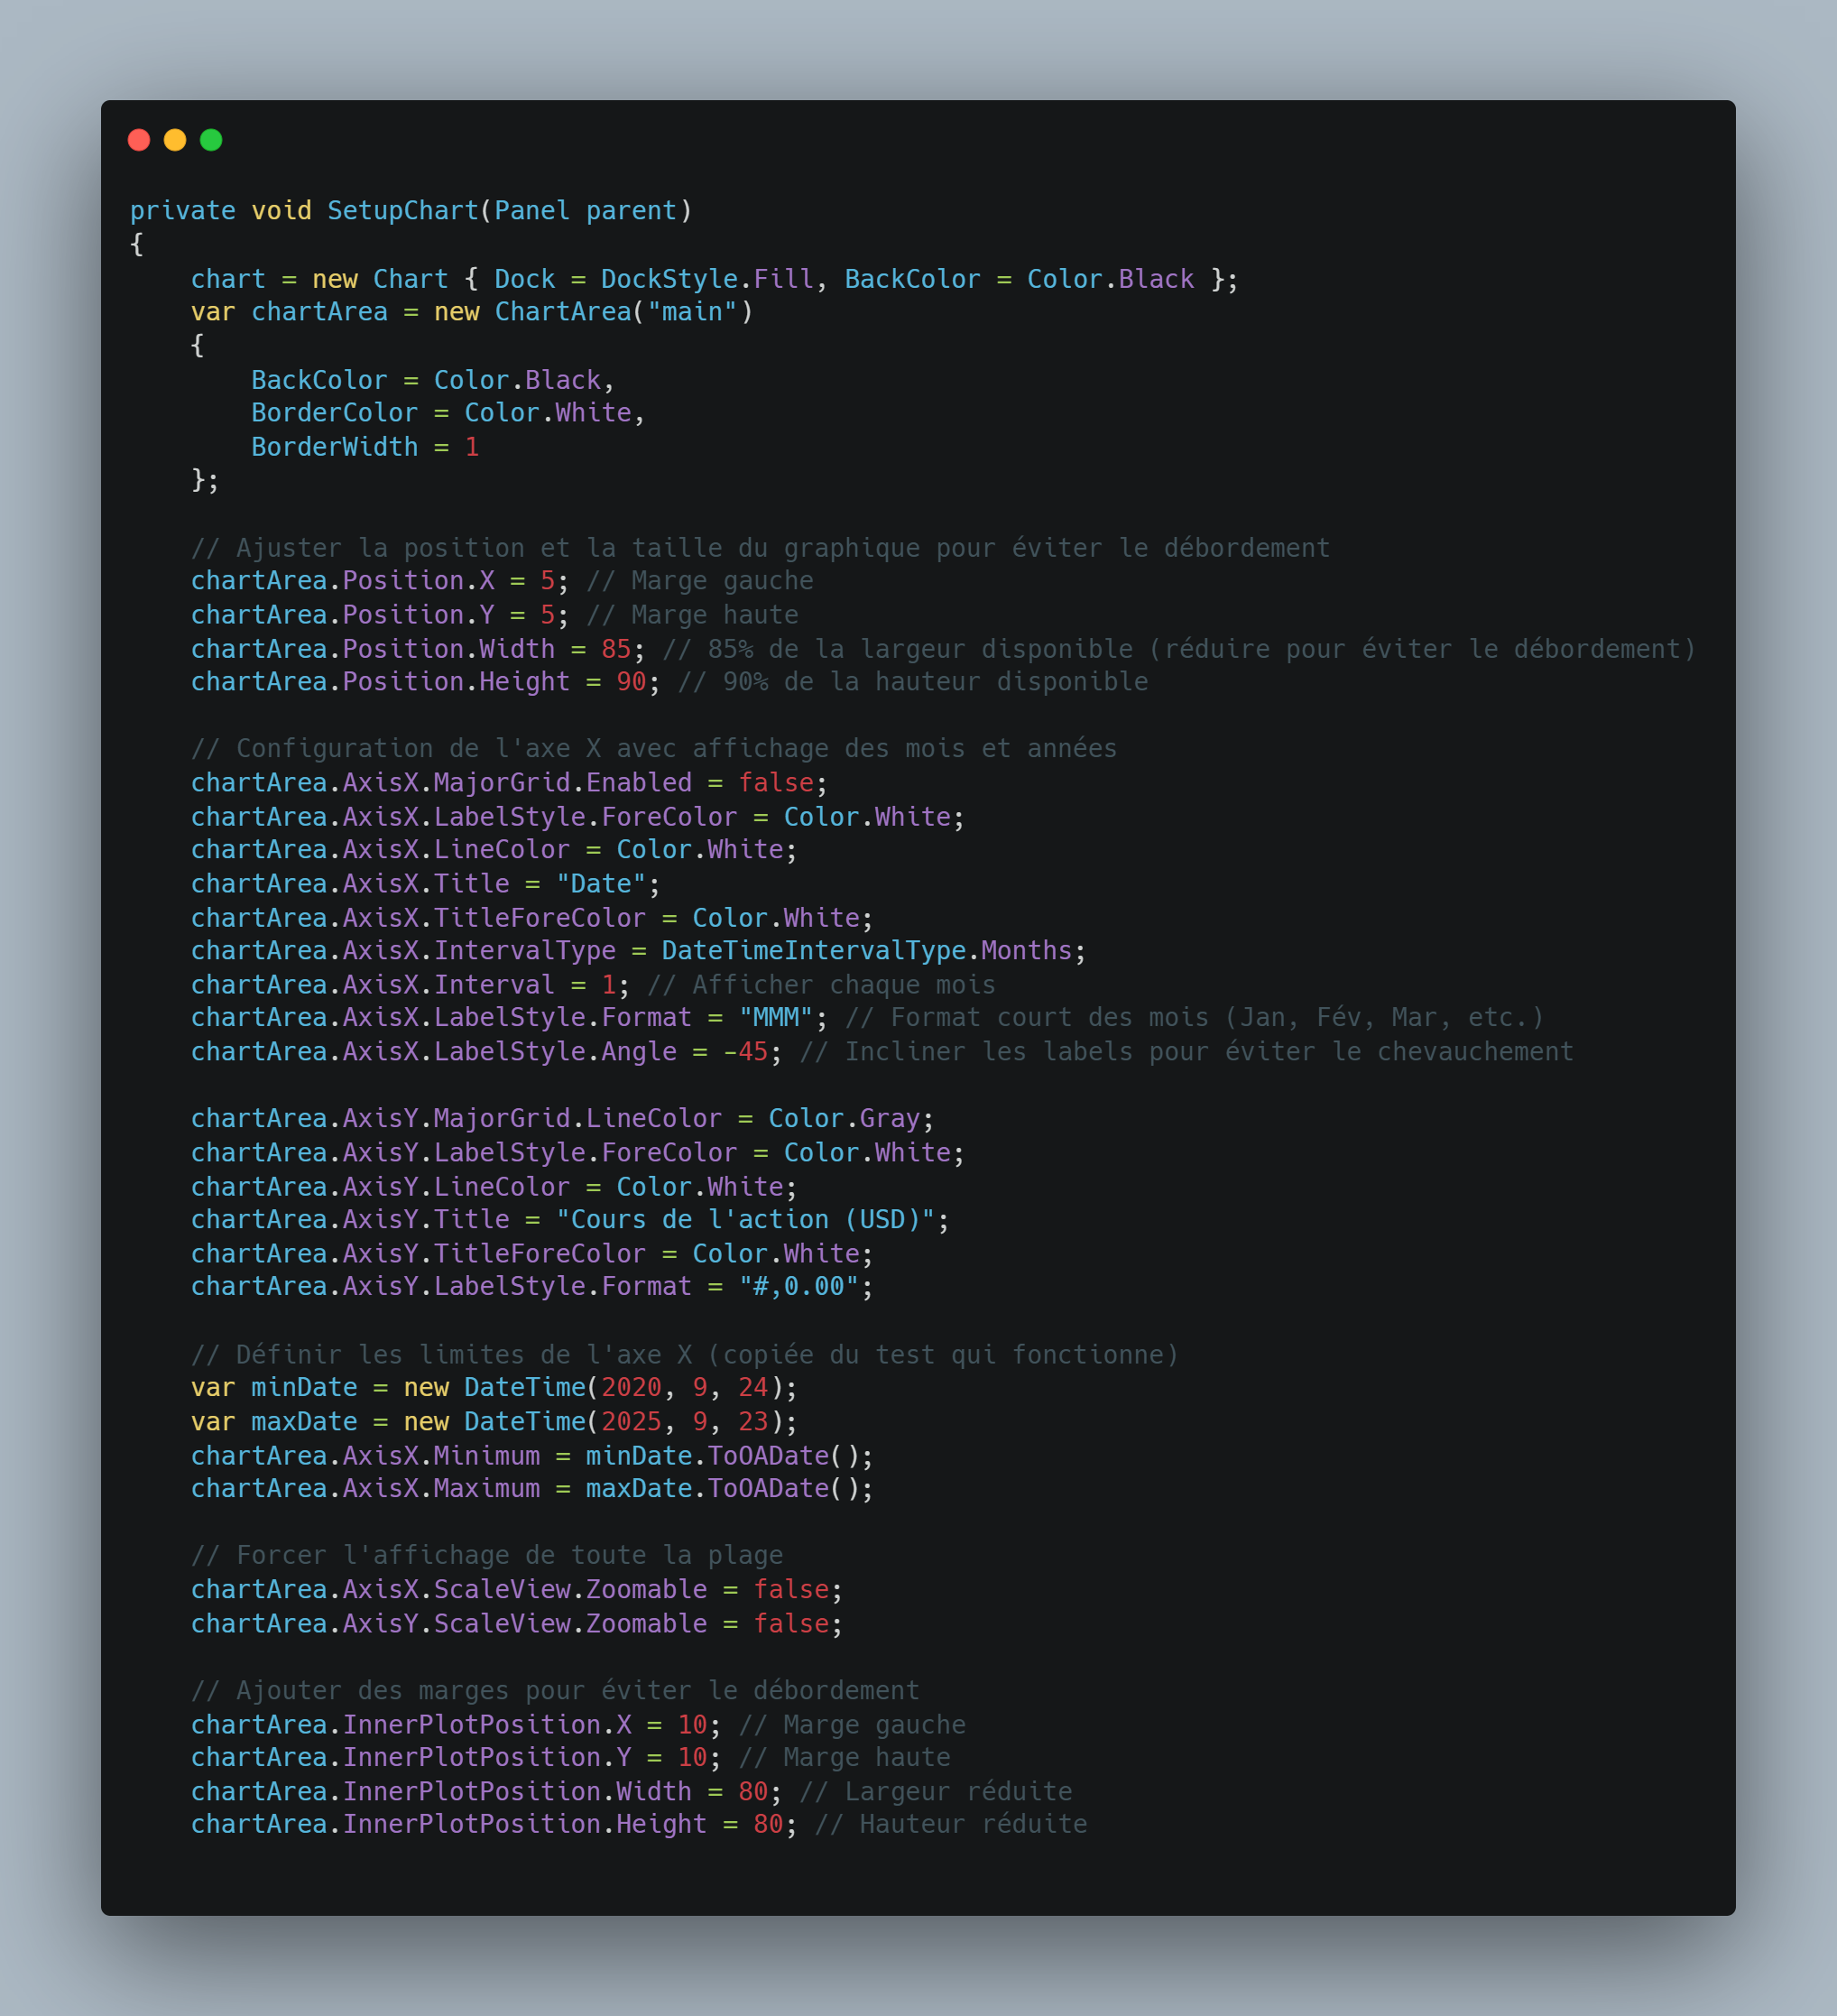 private void SetupChart(Panel parent)
{
    chart = new Chart { Dock = DockStyle.Fill, BackColor = Color.Black };
    var chartArea = new ChartArea("main")
    {
        BackColor = Color.Black,
        BorderColor = Color.White,
        BorderWidth = 1
    };

    // Ajuster la position et la taille du graphique pour éviter le débordement
    chartArea.Position.X = 5; // Marge gauche
    chartArea.Position.Y = 5; // Marge haute
    chartArea.Position.Width = 85; // 85% de la largeur disponible (réduire pour éviter le débordement)
    chartArea.Position.Height = 90; // 90% de la hauteur disponible

    // Configuration de l'axe X avec affichage des mois et années
    chartArea.AxisX.MajorGrid.Enabled = false;
    chartArea.AxisX.LabelStyle.ForeColor = Color.White;
    chartArea.AxisX.LineColor = Color.White;
    chartArea.AxisX.Title = "Date";
    chartArea.AxisX.TitleForeColor = Color.White;
    chartArea.AxisX.IntervalType = DateTimeIntervalType.Months;
    chartArea.AxisX.Interval = 1; // Afficher chaque mois
    chartArea.AxisX.LabelStyle.Format = "MMM"; // Format court des mois (Jan, Fév, Mar, etc.)
    chartArea.AxisX.LabelStyle.Angle = -45; // Incliner les labels pour éviter le chevauchement

    chartArea.AxisY.MajorGrid.LineColor = Color.Gray;
    chartArea.AxisY.LabelStyle.ForeColor = Color.White;
    chartArea.AxisY.LineColor = Color.White;
    chartArea.AxisY.Title = "Cours de l'action (USD)";
    chartArea.AxisY.TitleForeColor = Color.White;
    chartArea.AxisY.LabelStyle.Format = "#,0.00";

    // Définir les limites de l'axe X (copiée du test qui fonctionne)
    var minDate = new DateTime(2020, 9, 24);
    var maxDate = new DateTime(2025, 9, 23);
    chartArea.AxisX.Minimum = minDate.ToOADate();
    chartArea.AxisX.Maximum = maxDate.ToOADate();

    // Forcer l'affichage de toute la plage
    chartArea.AxisX.ScaleView.Zoomable = false;
    chartArea.AxisY.ScaleView.Zoomable = false;

    // Ajouter des marges pour éviter le débordement
    chartArea.InnerPlotPosition.X = 10; // Marge gauche
    chartArea.InnerPlotPosition.Y = 10; // Marge haute
    chartArea.InnerPlotPosition.Width = 80; // Largeur réduite
    chartArea.InnerPlotPosition.Height = 80; // Hauteur réduite